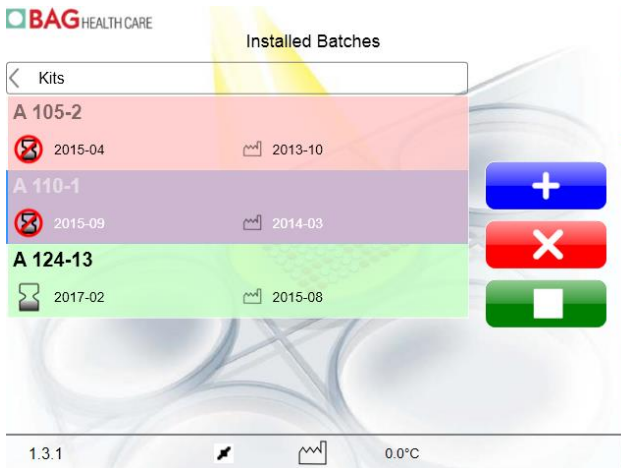 BAG HEALTH CARE
Installed Batches
Kits
A 105-2
2015-04 2013-10
A 110-1
2015-09 2014-03
A 124-13
2017-02 2015-08
1.3.1 0.0°C